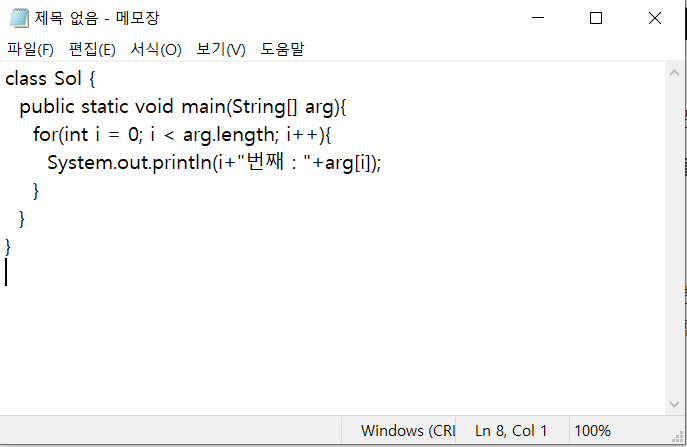 제목 없음 - 메모장
파일(F) 편집(E) 서식(O) 보기(V) 도움말
class Sol {
   public static void main(String[] arg){
      for(int i = 0; i < arg.length; i++){
         System.out.println(i+"번째 : "+arg[i]);
      }
   }
}
Windows (CRI Ln 8, Col 1 100%